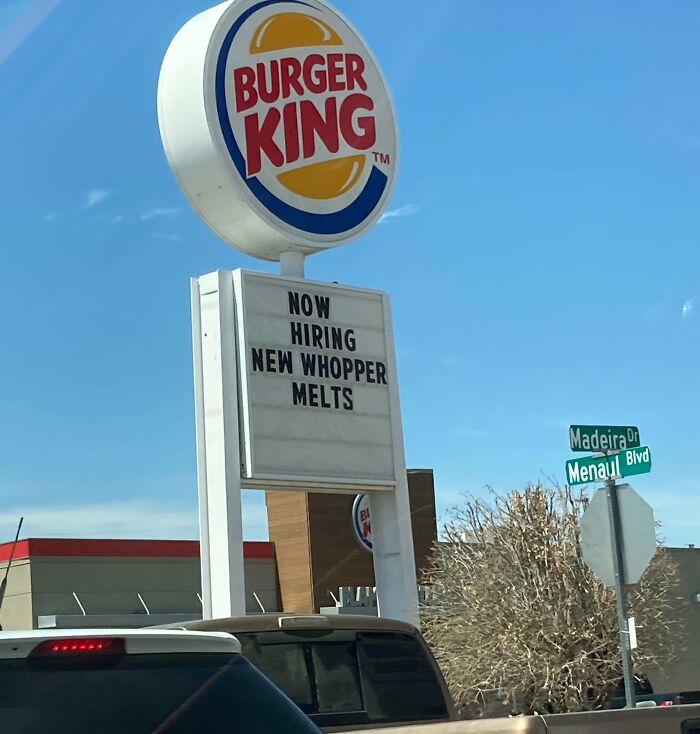 BURGER
KING
TM
NOW
HIRING
NEW WHOPPER
MELTS
Madeira Dr
Menaul Blvd